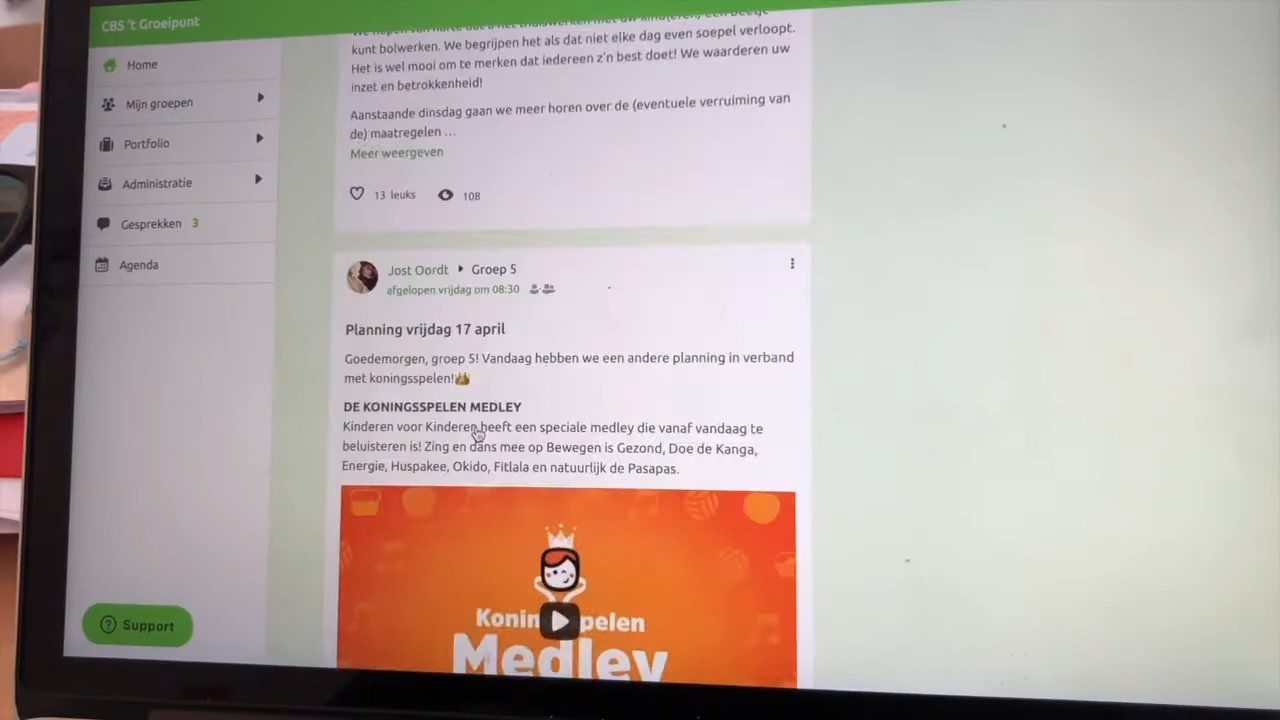 CBS 't Groeipunt
Home
Mijn groepen
Portfolio
Administratie
Gesprekken 3
Agenda
Support
kunt bolwerken. We begrijpen het als dat niet elke dag even soepel verloopt.
Het is wel mooi om te merken dat iedereen z'n best doet! We waarderen uw
inzet en betrokkenheid!
Aanstaande dinsdag gaan we meer horen over de (eventuele verruiming van
de) maatregelen ...
Meer weergeven
13 leuks 108
Jost Oordt Groep 5
afgelopen vrijdag om 08:30
Planning vrijdag 17 april
Goedemorgen, groep 5! Vandaag hebben we een andere planning in verband
met koningsspelen!
DE KONINGSSPELEN MEDLEY
Kinderen voor Kinderen heeft een speciale medley die vanaf vandaag te
beluisteren is! Zing en dans mee op Bewegen is Gezond, Doe de Kanga,
Energie, Huspakee, Okido, Fitlala en natuurlijk de Pasapas.
Konin pelen
Medley